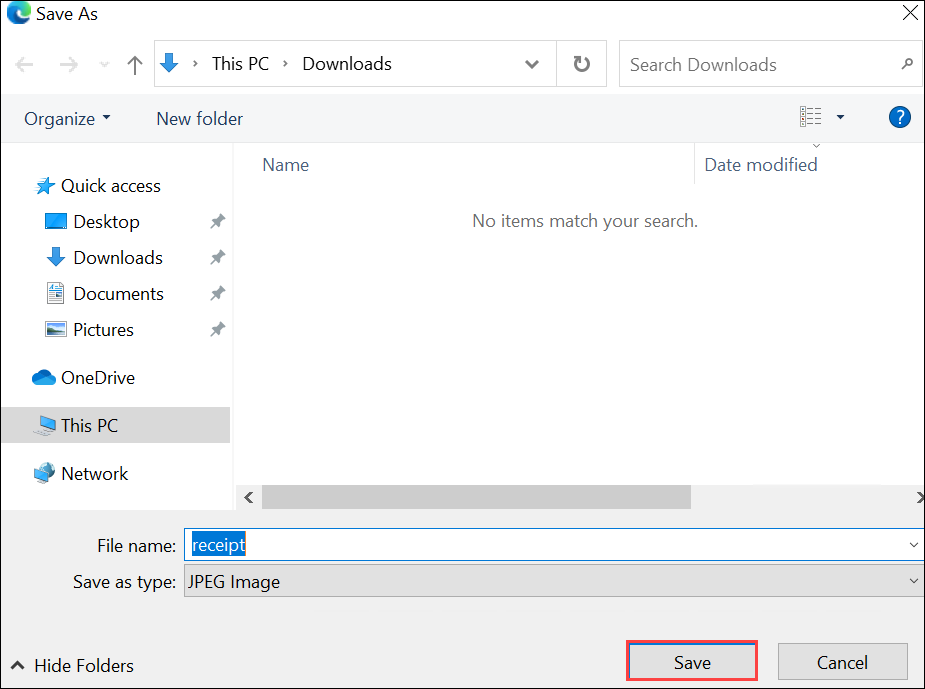 Save As
This PC > Downloads
Search Downloads
Organize
New folder
?
Name
Date modified
No items match your search.
Quick access
Desktop
Downloads
Documents
Pictures
OneDrive
This PC
Network
File name: receipt
Save as type: JPEG Image
Hide Folders
Save
Cancel